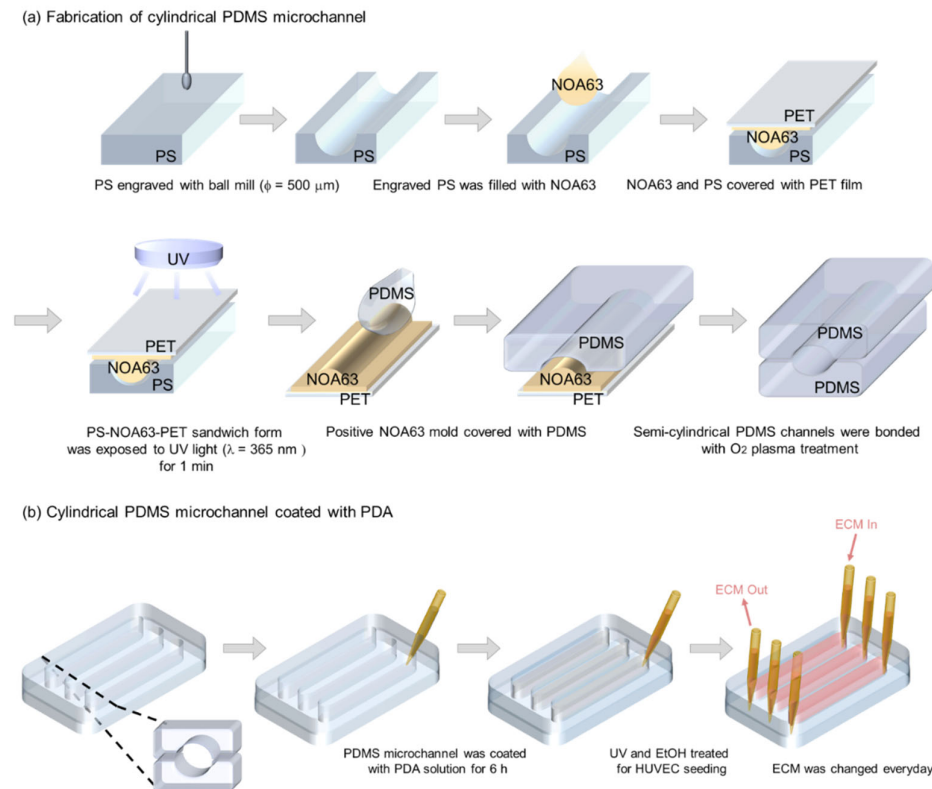 (a) Fabrication of cylindrical PDMS microchannel
PS
PS
NOA63
PS
PET
NOA63
PS
PS engraved with ball mill (ϕ = 500 μm)
Engraved PS was filled with NOA63
NOA63 and PS covered with PET film
UV
PET
NOA63
PS
PDMS
NOA63
PET
PDMS
NOA63
PET
PDMS
PDMS
PS-NOA63-PET sandwich form
was exposed to UV light (λ = 365 nm )
for 1 min
Positive NOA63 mold covered with PDMS
Semi-cylindrical PDMS channels were bonded
with O2 plasma treatment
(b) Cylindrical PDMS microchannel coated with PDA
ECM In
ECM Out
PDMS microchannel was coated
with PDA solution for 6 h
UV and EtOH treated
for HUVEC seeding
ECM was changed everyday